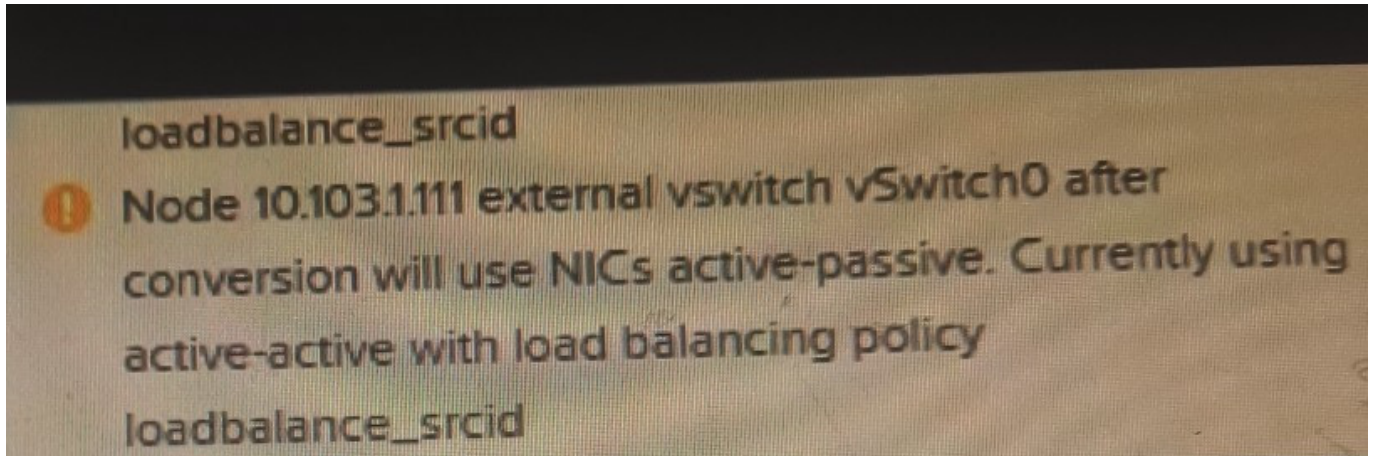 loadbalance_srcid
Node 10.103.1.111 external vswitch vSwitch0 after
conversion will use NICs active-passive. Currently using
active-active with load balancing policy
loadbalance_srcid